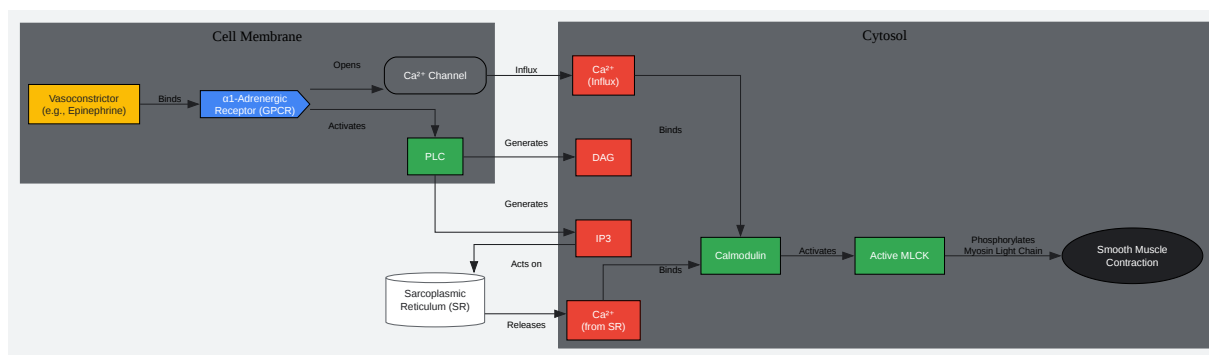 Cell Membrane
Cytosol
Opens
Ca²⁺ Channel
Influx
Ca²⁺
(Influx)
Vasoconstrictor
(e.g., Epinephrine)
Binds
α1-Adrenergic
Receptor (GPCR)
Activates
Binds
PLC
Generates
DAG
Generates
IP3
Acts on
Calmodulin
Activates
Active MLCK
Phosphorylates
Myosin Light Chain
Smooth Muscle
Contraction
Binds
Sarcoplasmic
Reticulum (SR)
Releases
Ca²⁺
(from SR)